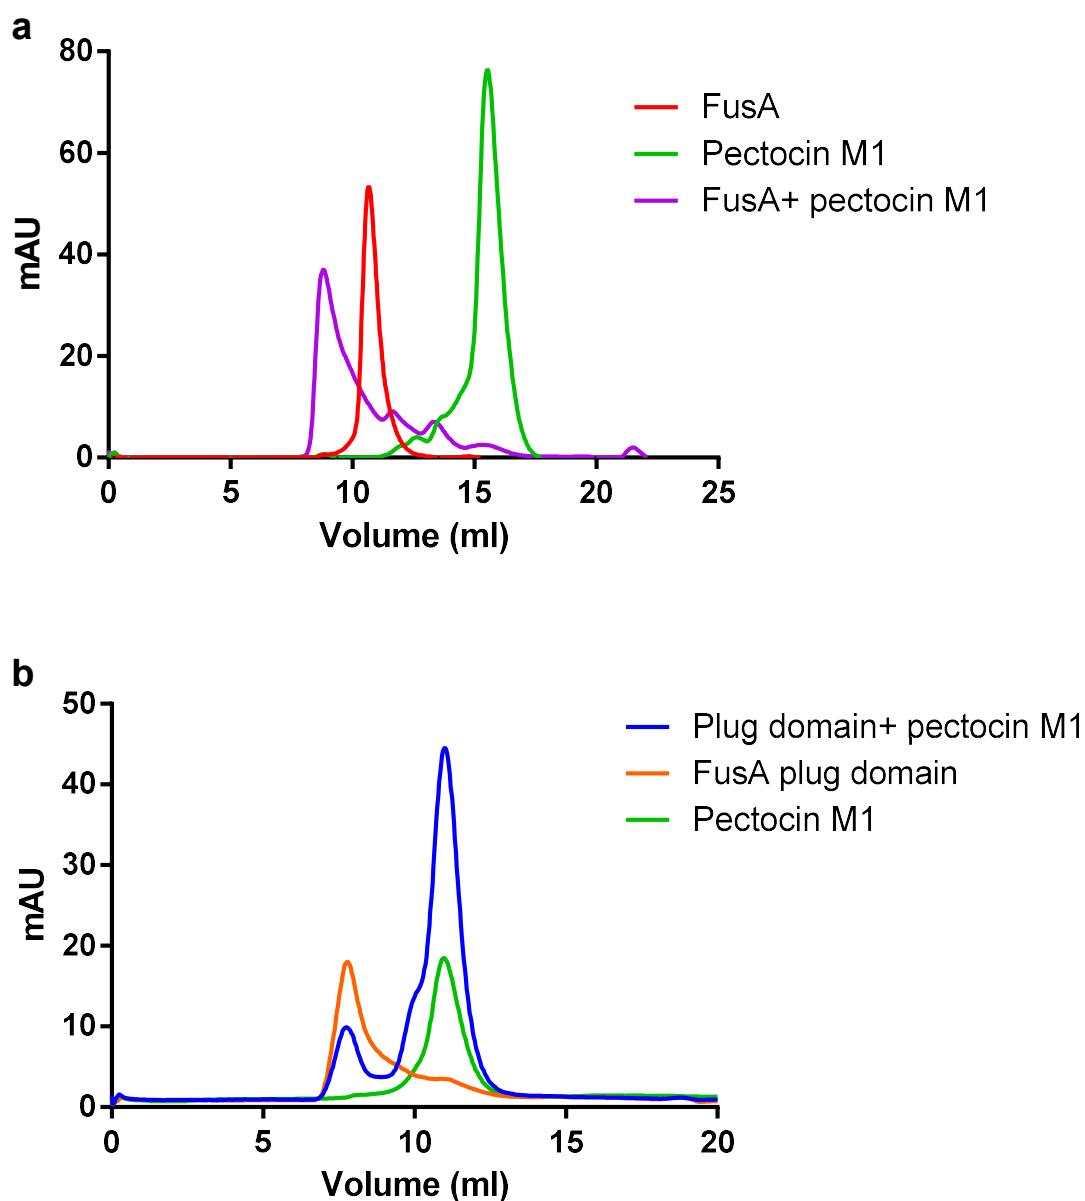 a
80
60
40
20
0
mAU
0 5 10 15 20 25
Volume (ml)
FusA
Pectocin M1
FusA+ pectocin M1
b
50
40
30
20
10
0
mAU
0 5 10 15 20
Volume (ml)
Plug domain+ pectocin M1
FusA plug domain
Pectocin M1